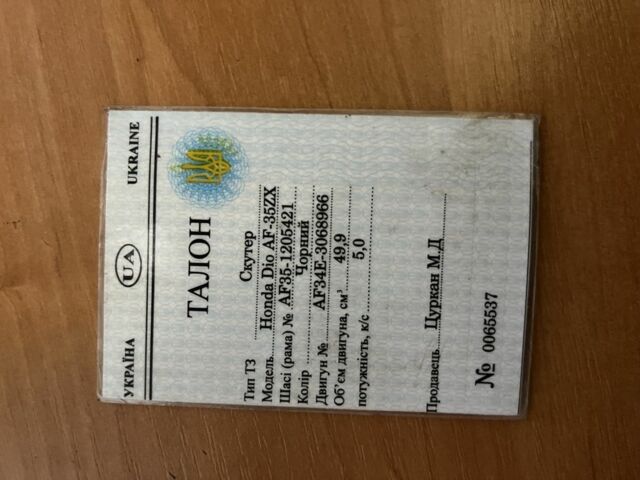 УКРАЇНА UA UKRAINE
ТАЛОН
Тип ТЗ Скутер
Модель Honda Dio AF-35ZX
Шасі (рама) № AF35-1205421
Колір Чорний
Двигун № AF34E-3068966
Об'єм двигуна, см³ 49,9
потужність, к/с 5,0
Продавець Цуркан М.Д
№ 0065537